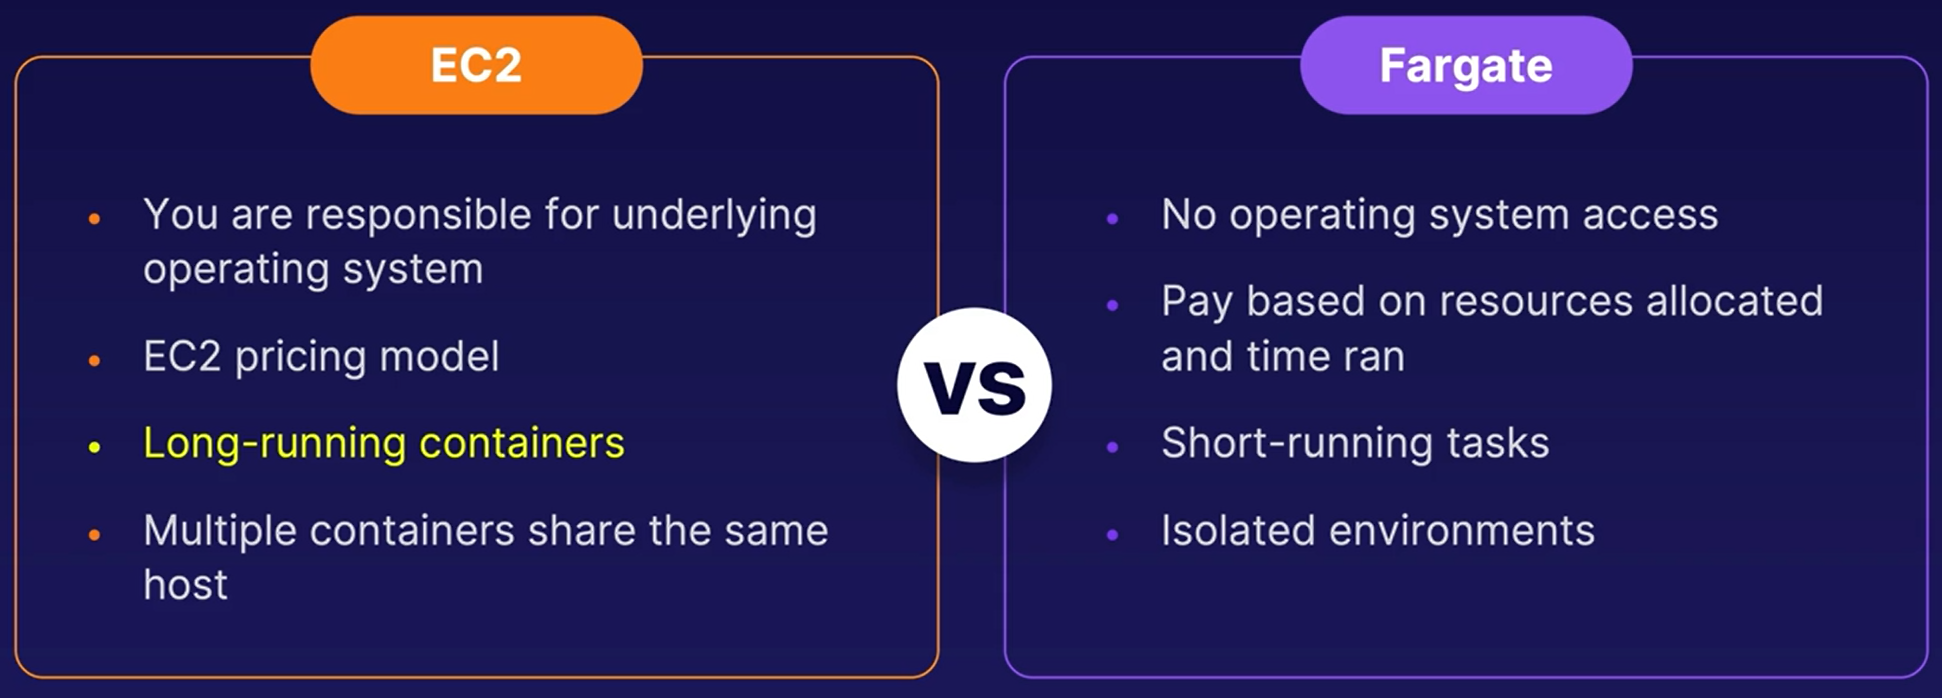 EC2
• You are responsible for underlying
operating system
• EC2 pricing model
• Long-running containers
• Multiple containers share the same
host
VS
Fargate
• No operating system access
• Pay based on resources allocated
and time ran
• Short-running tasks
• Isolated environments